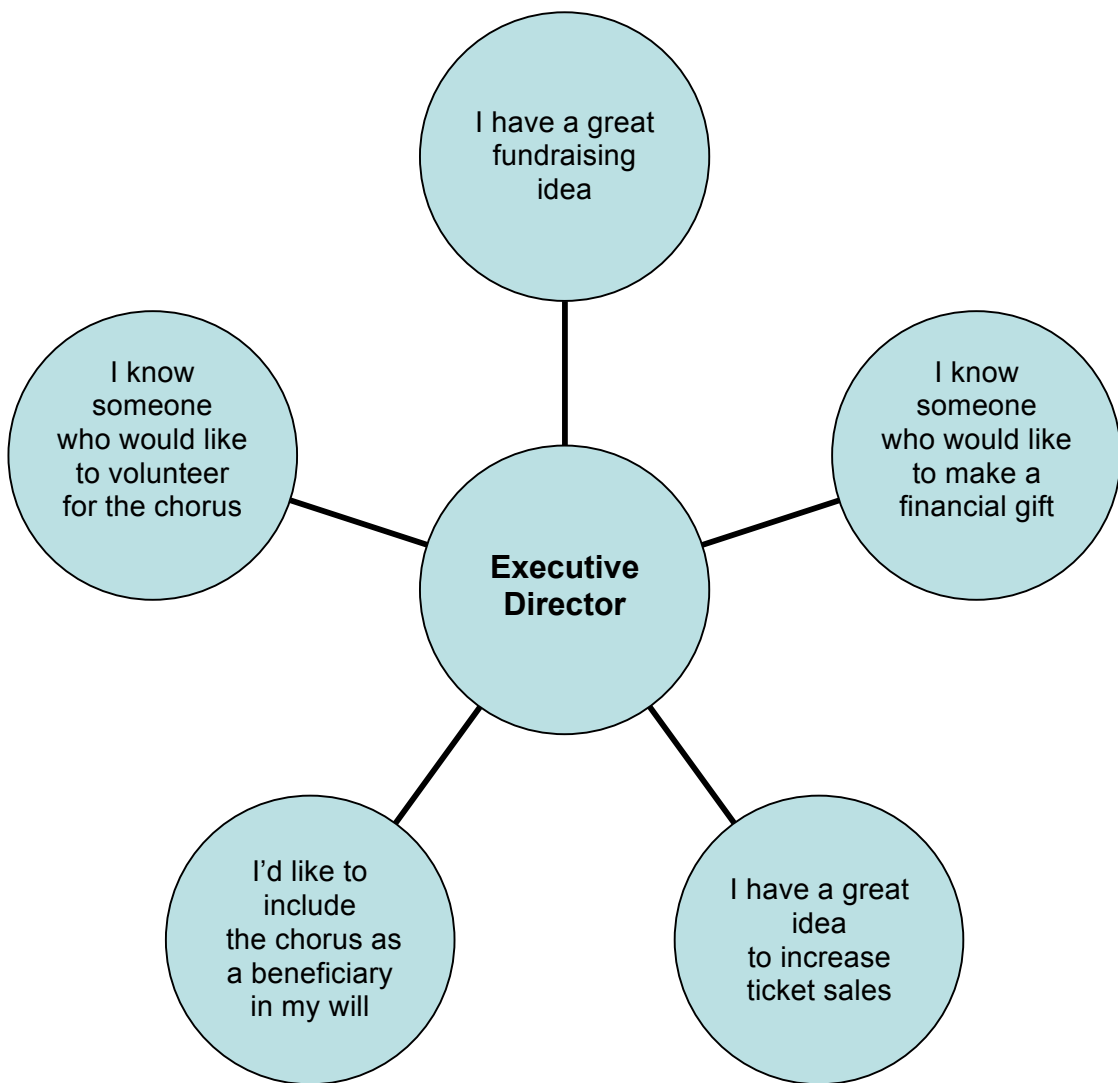 I have a great
fundraising
idea
I know
someone
who would like
to volunteer
for the chorus
I know
someone
who would like
to make a
financial gift
Executive
Director
I’d like to
include
the chorus as
a beneficiary
in my will
I have a great
idea
to increase
ticket sales